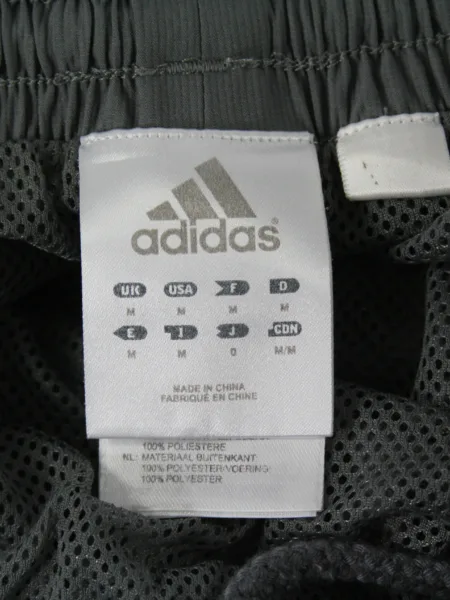 adidas
UK USA F D
M M M M
E I J CDN
M M O M/M
MADE IN CHINA
FABRIQUÉ EN CHINE
100% POLIESTERE
NL: MATERIAAL BUITENKANT:
100% POLYESTER/VOERING:
100% POLYESTER